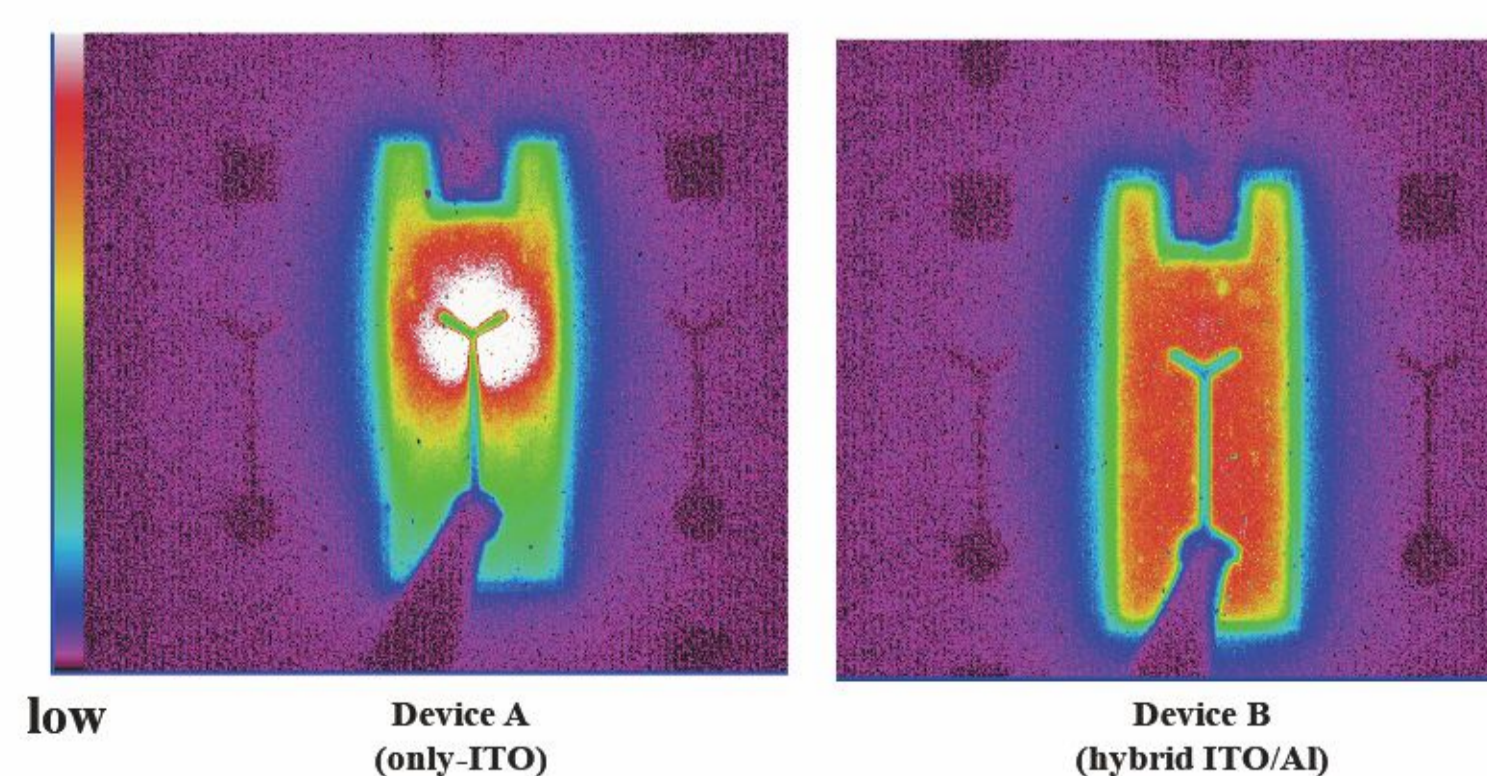 low
Device A
(only-ITO)
Device B
(hybrid ITO/Al)